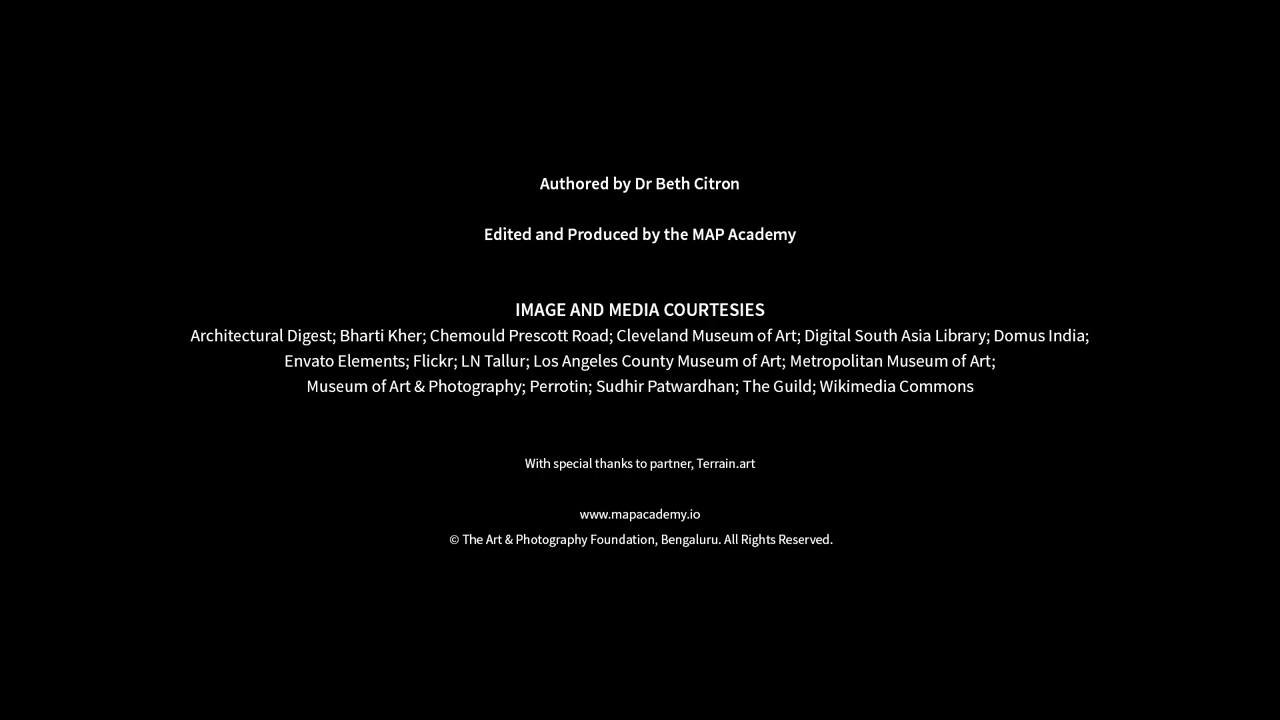 Authored by Dr Beth Citron
Edited and Produced by the MAP Academy
IMAGE AND MEDIA COURTESIES
Architectural Digest; Bharti Kher; Chemould Prescott Road; Cleveland Museum of Art; Digital South Asia Library; Domus India;
Envato Elements; Flickr; LN Tallur; Los Angeles County Museum of Art; Metropolitan Museum of Art;
Museum of Art & Photography; Perrotin; Sudhir Patwardhan; The Guild; Wikimedia Commons
With special thanks to partner, Terrain.art
www.mapacademy.io
© The Art & Photography Foundation, Bengaluru. All Rights Reserved.